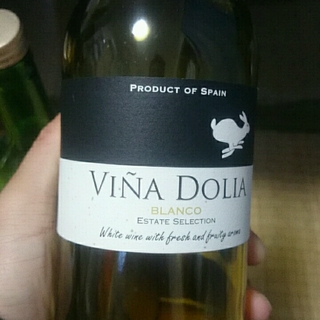 PRODUCT OF SPAIN
VIÑA DOLIA
BLANCO
ESTATE SELECTION
White wine with fresh and fruity aroma